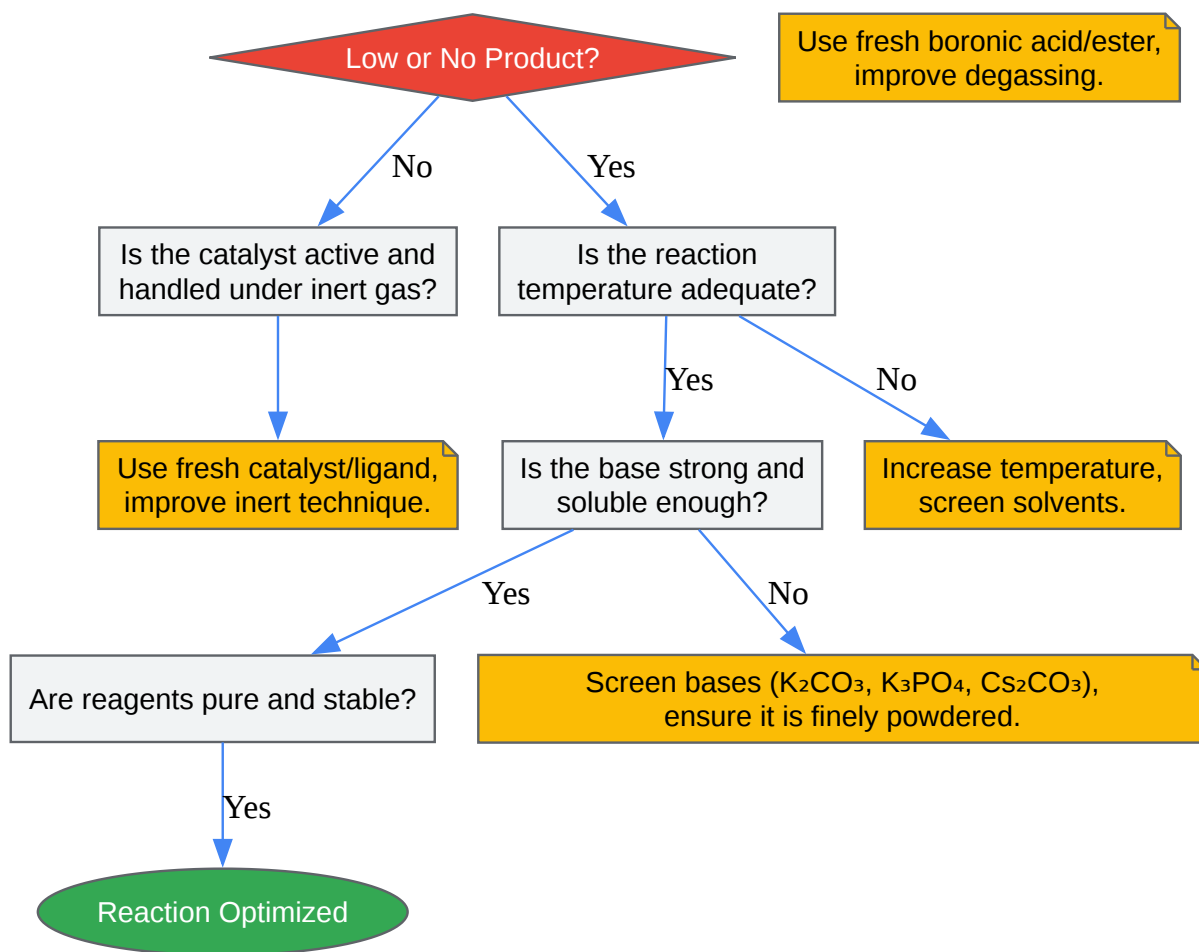 Low or No Product?
Use fresh boronic acid/ester,
improve degassing.
No
Yes
Is the catalyst active and
handled under inert gas?
Is the reaction
temperature adequate?
Yes
No
Use fresh catalyst/ligand,
improve inert technique.
Is the base strong and
soluble enough?
Increase temperature,
screen solvents.
Yes
No
Are reagents pure and stable?
Screen bases (K₂CO₃, K₃PO₄, Cs₂CO₃),
ensure it is finely powdered.
Yes
Reaction Optimized